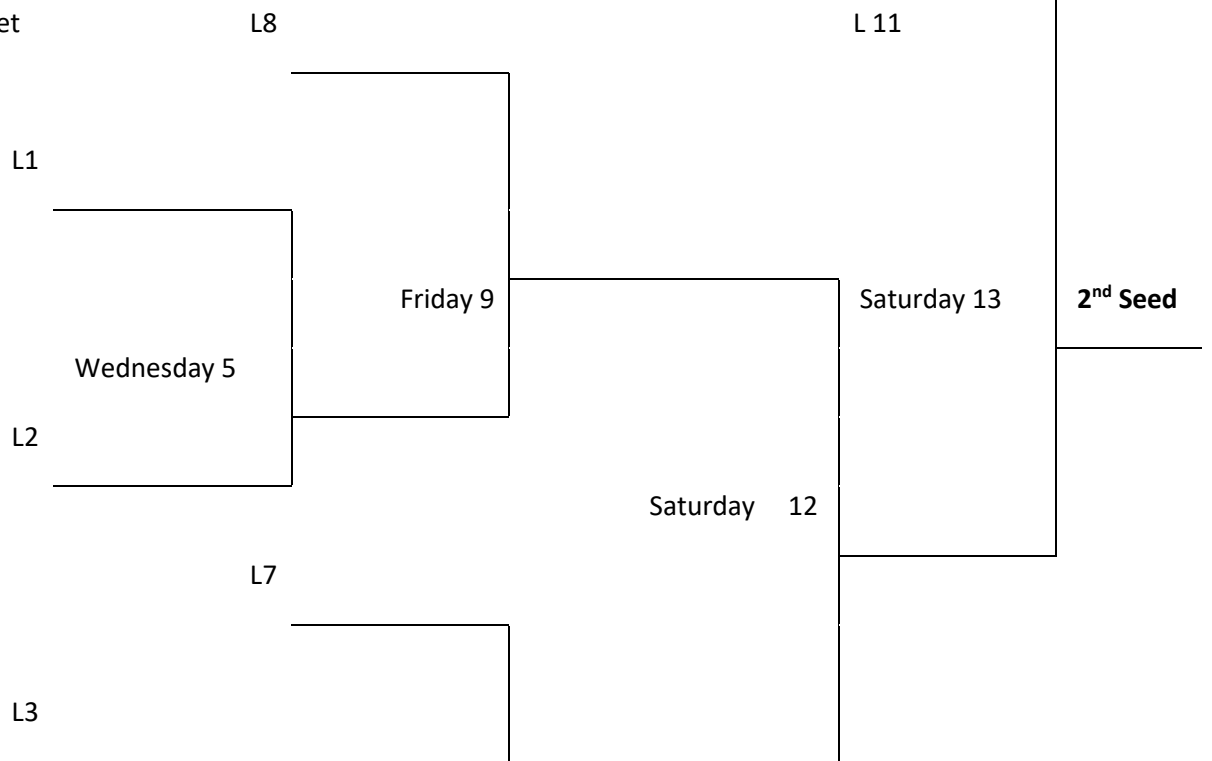 L8 L 11
L1
Friday 9 Saturday 13 2nd Seed
Wednesday 5
L2
Saturday 12
L7
L3